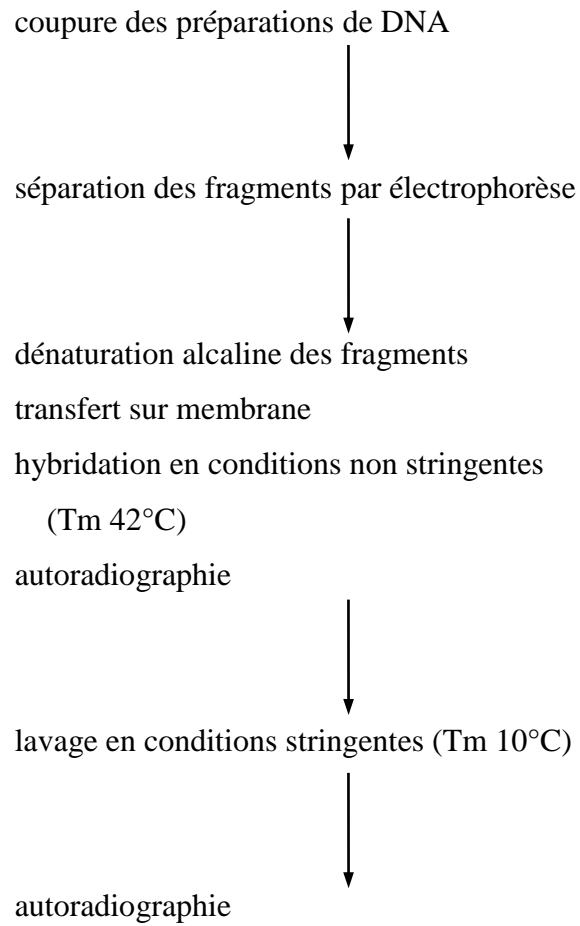 coupure des préparations de DNA
séparation des fragments par électrophorèse
dénaturation alcaline des fragments
transfert sur membrane
hybridation en conditions non stringentes
(Tm 42°C)
autoradiographie
lavage en conditions stringentes (Tm 10°C)
autoradiographie